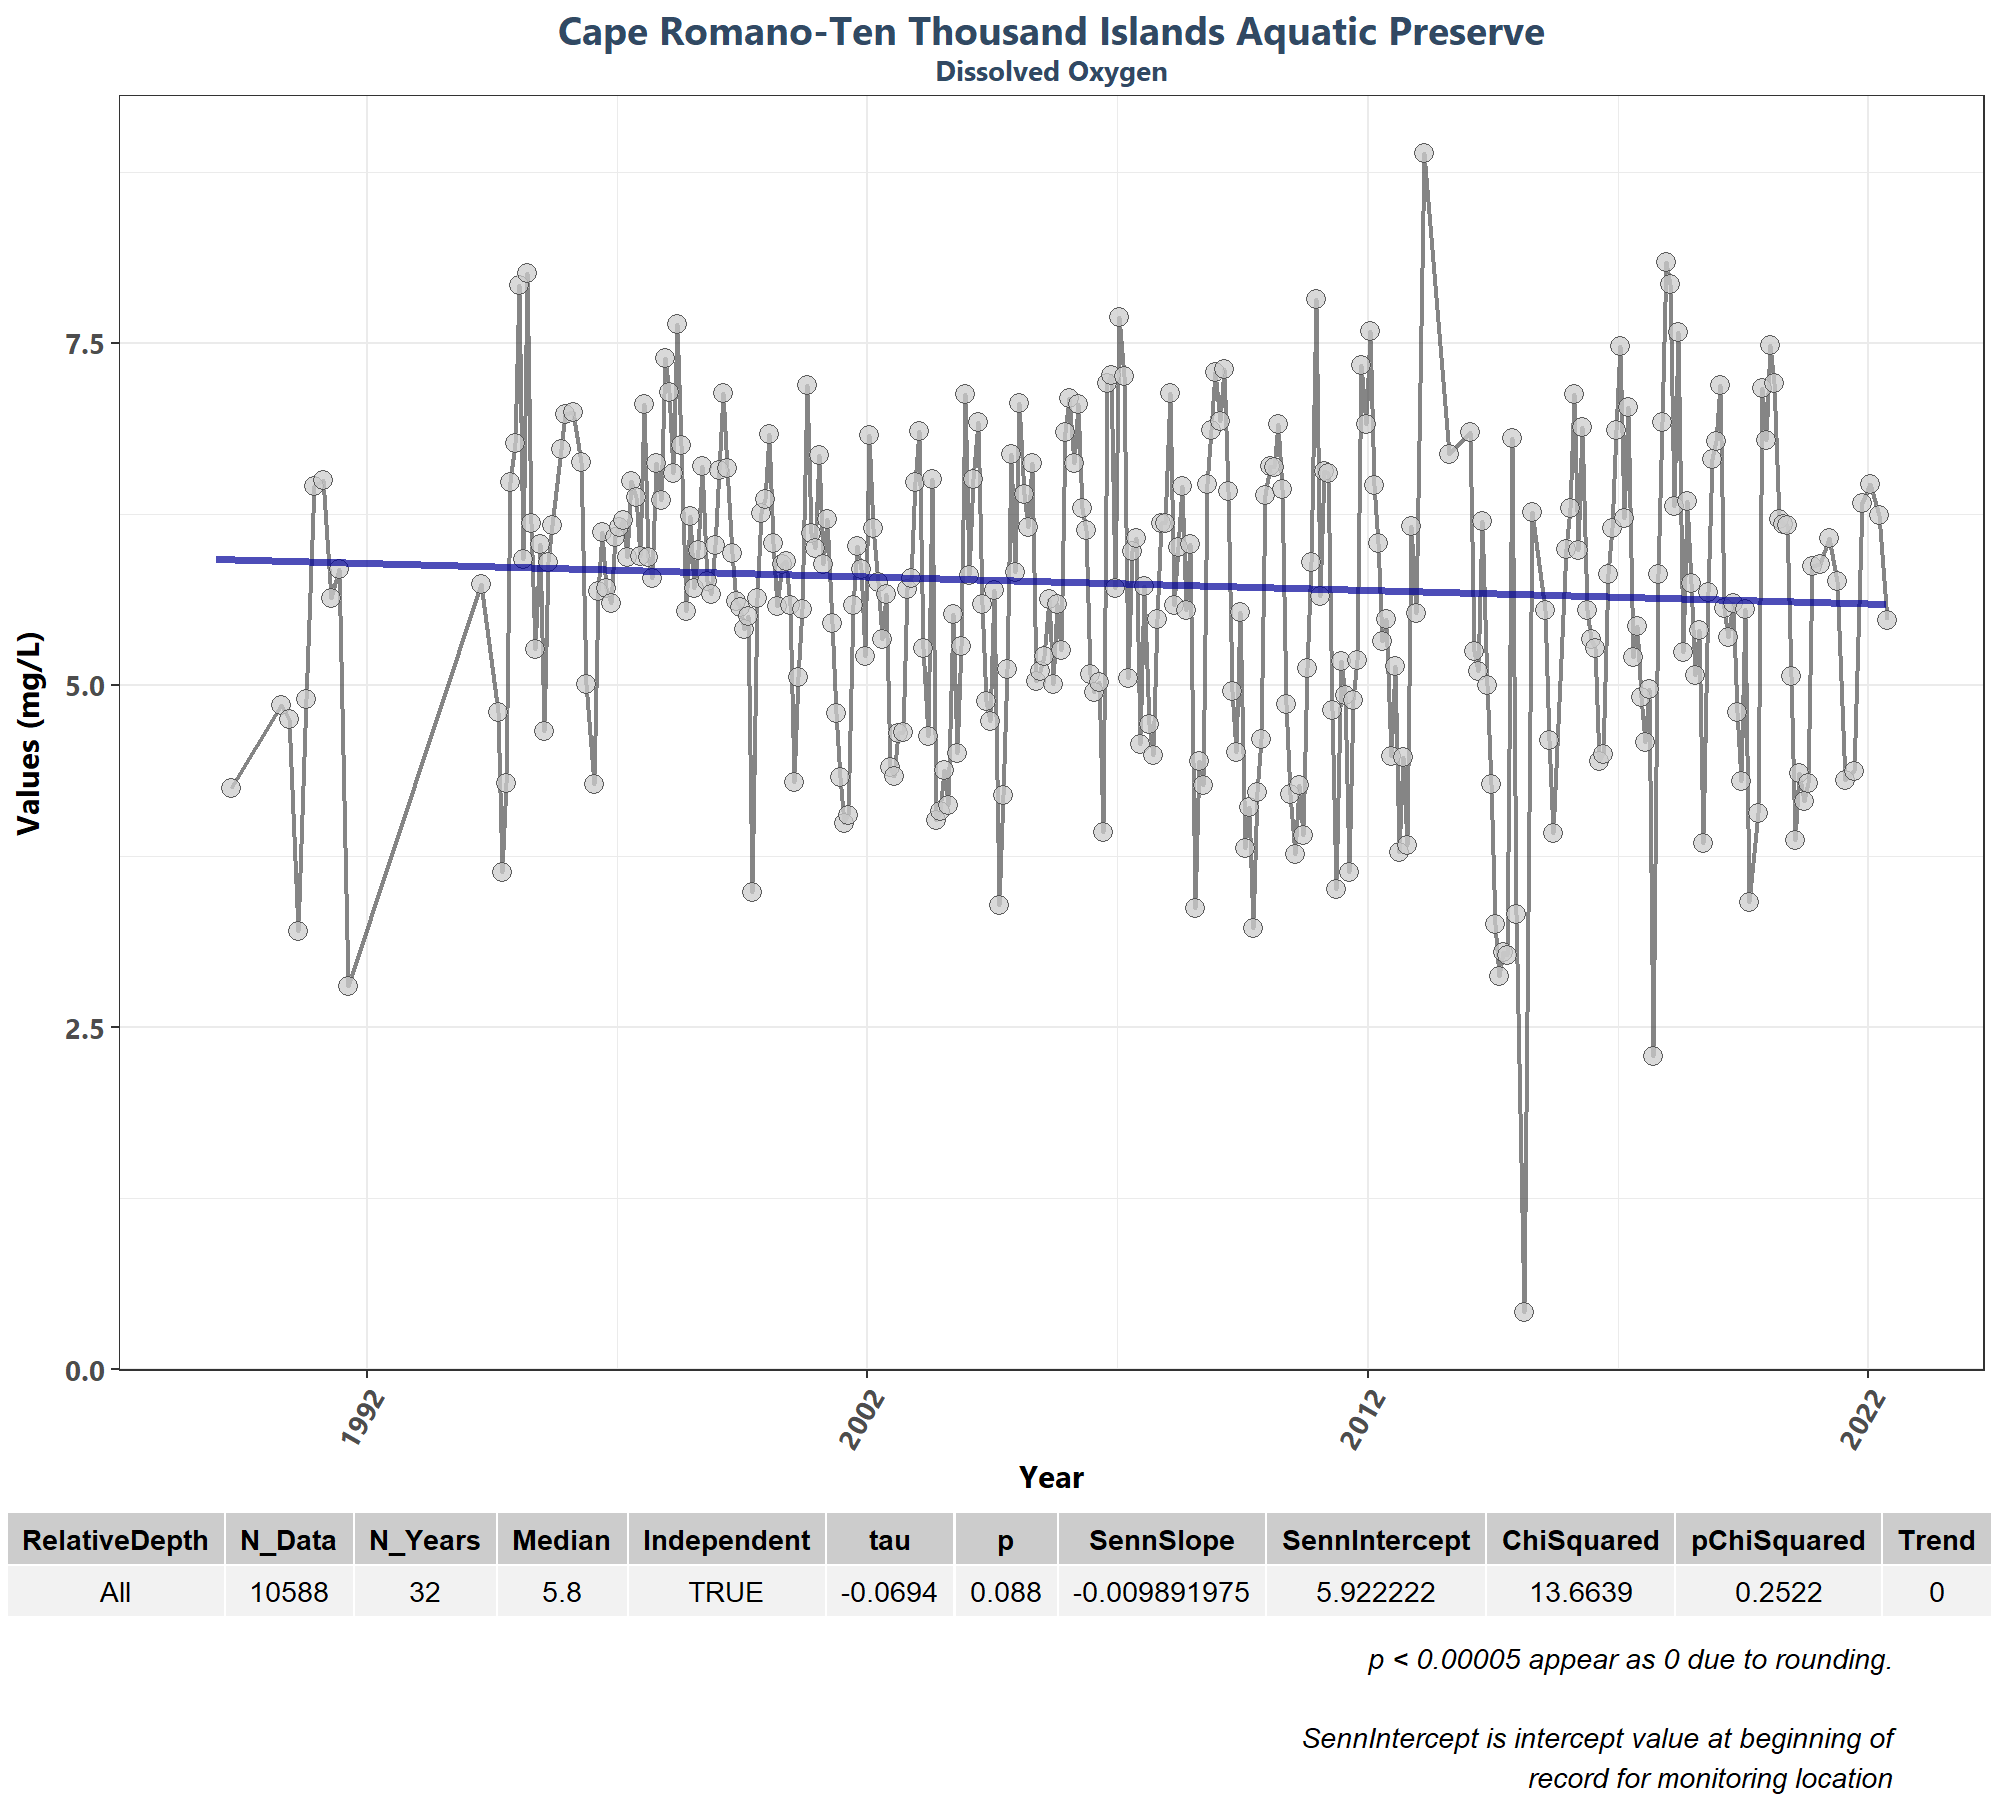 Cape Romano-Ten Thousand Islands Aquatic Preserve
Dissolved Oxygen
Values (mg/L)
7.5
5.0
2.5
0.0
1992 2002 2012 2022
Year
RelativeDepth N_Data N_Years Median Independent tau p SennSlope SennIntercept ChiSquared pChiSquared Trend
All 10588 32 5.8 TRUE -0.0694 0.088 -0.009891975 5.922222 13.6639 0.2522 0
p < 0.00005 appear as 0 due to rounding.
SennIntercept is intercept value at beginning of
record for monitoring location